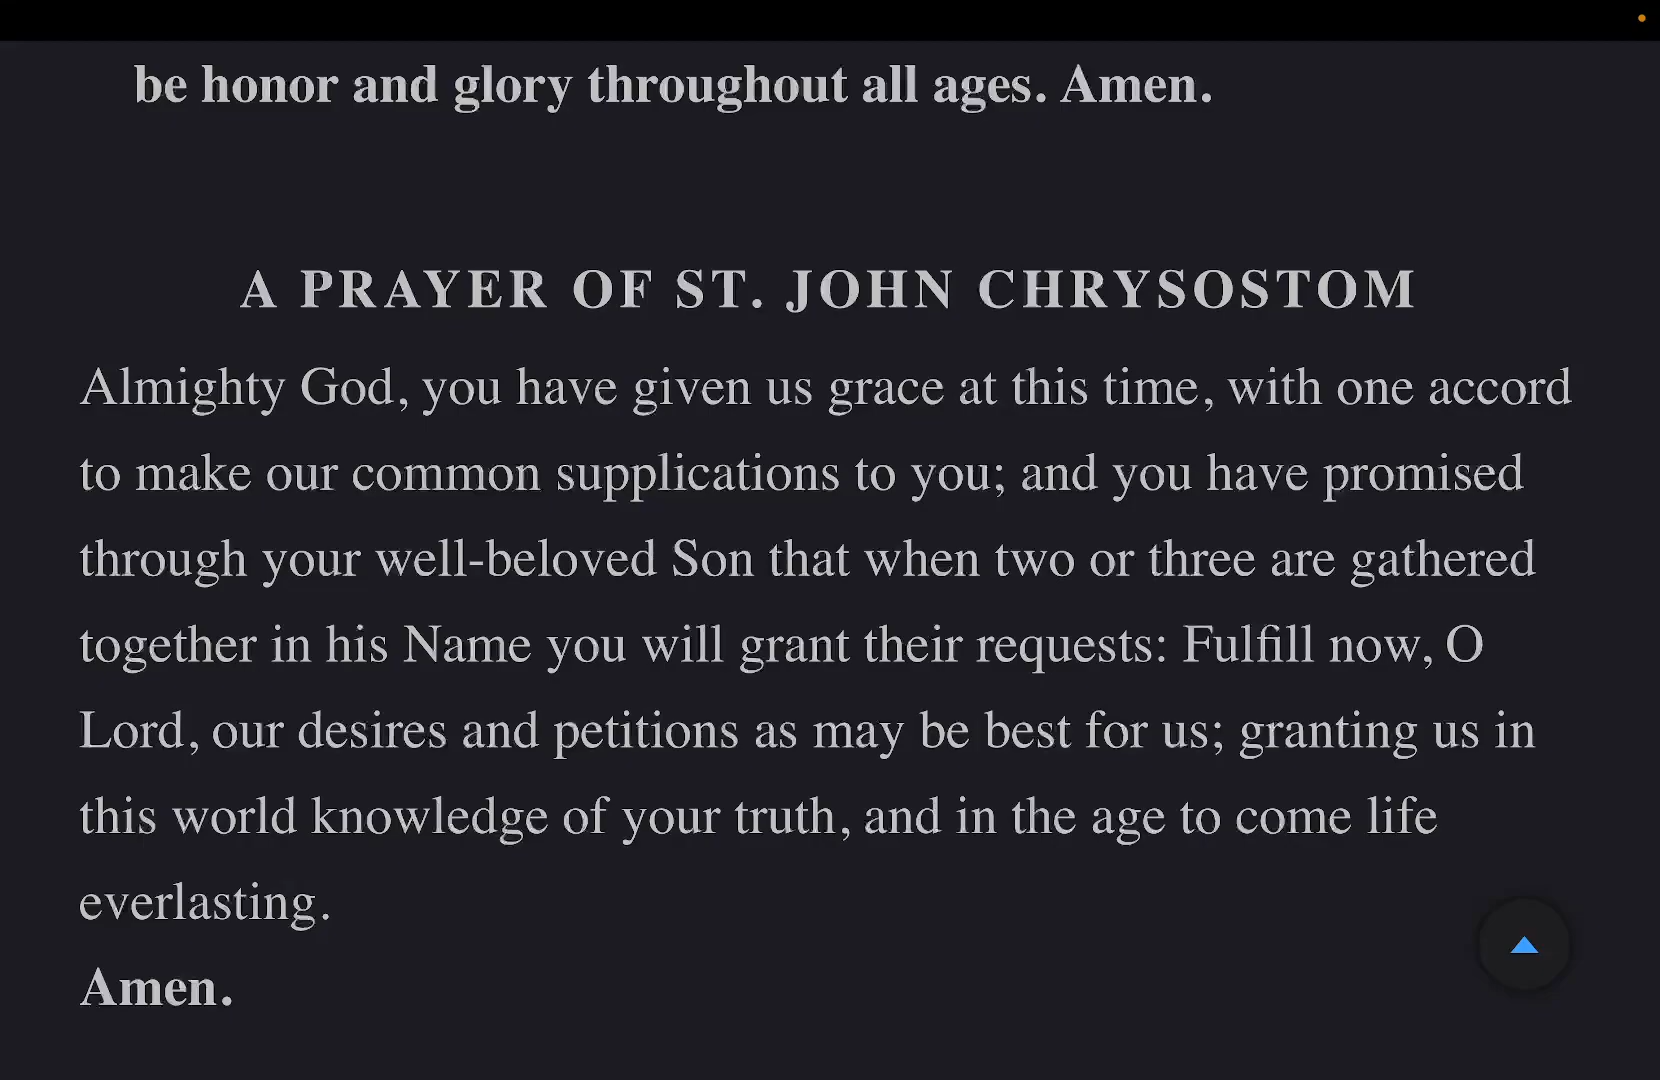 be honor and glory throughout all ages. Amen.
A PRAYER OF ST. JOHN CHRYSOSTOM
Almighty God, you have given us grace at this time, with one accord
to make our common supplications to you; and you have promised
through your well-beloved Son that when two or three are gathered
together in his Name you will grant their requests: Fulfill now, O
Lord, our desires and petitions as may be best for us; granting us in
this world knowledge of your truth, and in the age to come life
everlasting.
Amen.